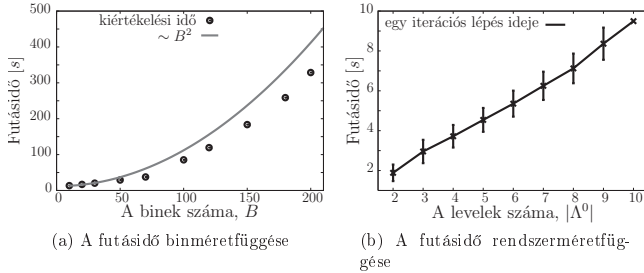 500
400
300
200
100
0
Futásidő [s]
kiértékelési idő
∼ B²
0
50
100
150
200
A binek száma, B
(a) A futásidő binméretfüggése
10
8
6
4
2
Futásidő [s]
egy iterációs lépés ideje
2
3
4
5
6
7
8
9
10
A levelek száma, |Λ⁰|
(b) A futásidő rendszerméretfüg-
gése